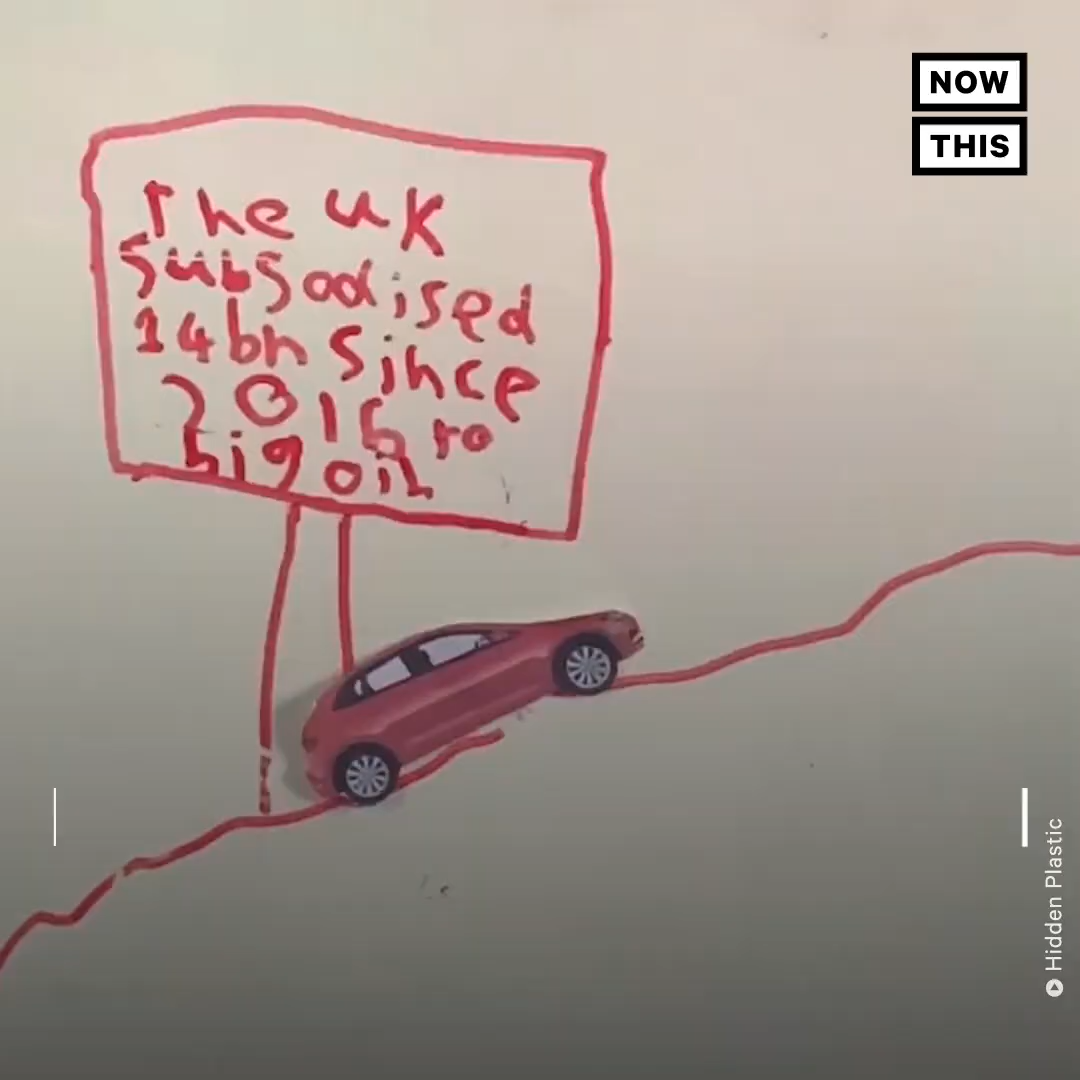 NOW
THIS
The UK
Subsodised
14bn Since
2015 to
big oil
Hidden Plastic